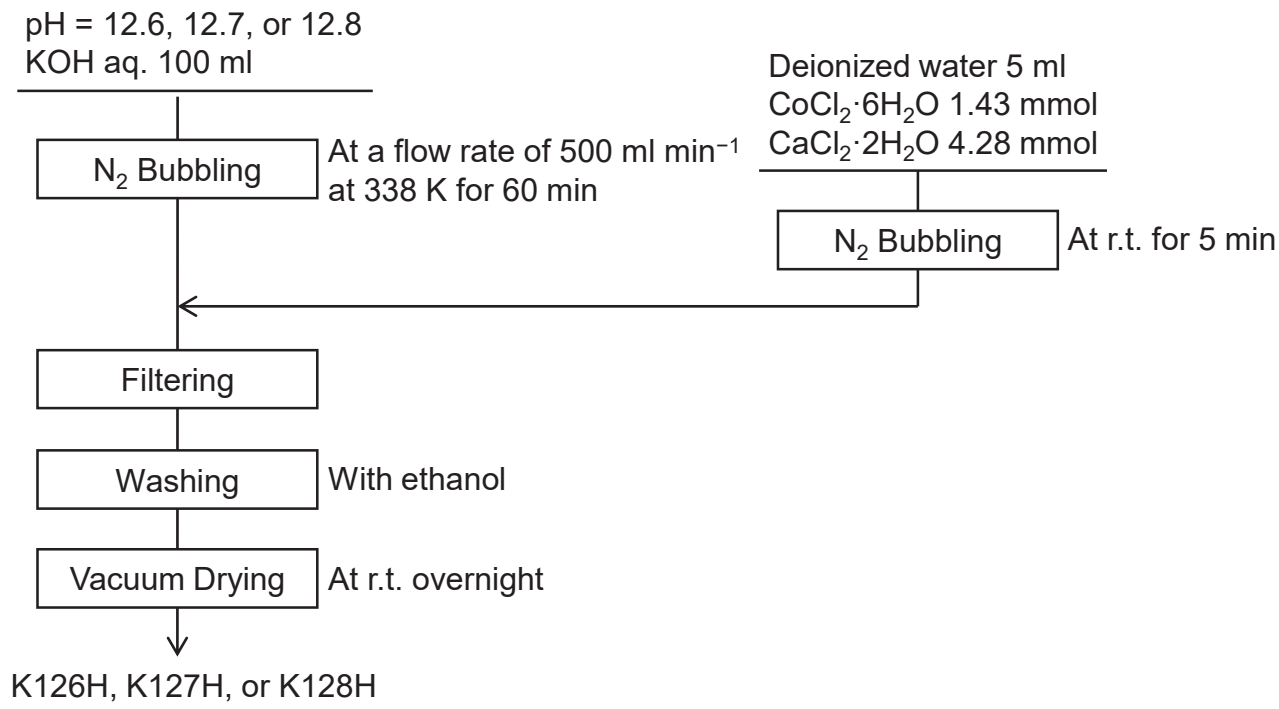 pH = 12.6, 12.7, or 12.8
KOH aq. 100 ml
N₂ Bubbling
At a flow rate of 500 ml min⁻¹
at 338 K for 60 min
Deionized water 5 ml
CoCl₂·6H₂O 1.43 mmol
CaCl₂·2H₂O 4.28 mmol
N₂ Bubbling
At r.t. for 5 min
Filtering
Washing
With ethanol
Vacuum Drying
At r.t. overnight
K126H, K127H, or K128H